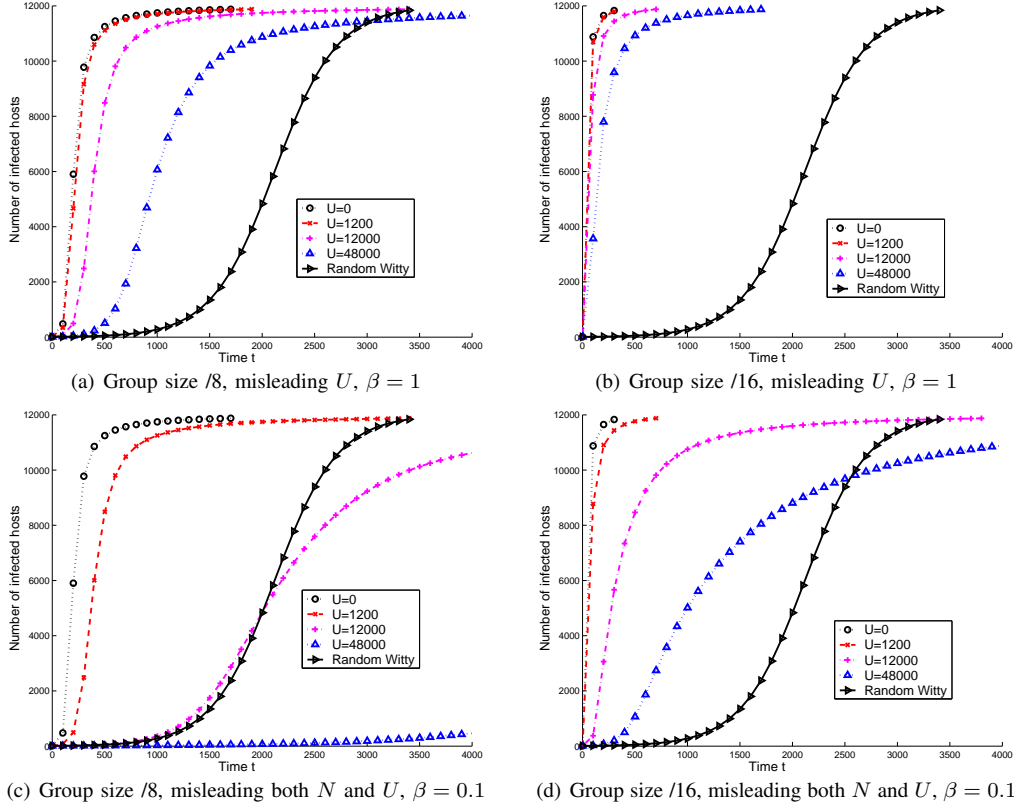 12000
10000
8000
6000
4000
2000
0
Number of infected hosts
0 500 1000 1500 2000 2500 3000 3500 4000
Time t
U=0
U=1200
U=12000
U=48000
Random Witty
(a) Group size /8, misleading U, β = 1
12000
10000
8000
6000
4000
2000
0
Number of infected hosts
0 500 1000 1500 2000 2500 3000 3500 4000
Time t
U=0
U=1200
U=12000
U=48000
Random Witty
(b) Group size /16, misleading U, β = 1
12000
10000
8000
6000
4000
2000
0
Number of infected hosts
0 500 1000 1500 2000 2500 3000 3500 4000
Time t
U=0
U=1200
U=12000
U=48000
Random Witty
(c) Group size /8, misleading both N and U, β = 0.1
12000
10000
8000
6000
4000
2000
0
Number of infected hosts
0 500 1000 1500 2000 2500 3000 3500 4000
Time t
U=0
U=1200
U=12000
U=48000
Random Witty
(d) Group size /16, misleading both N and U, β = 0.1